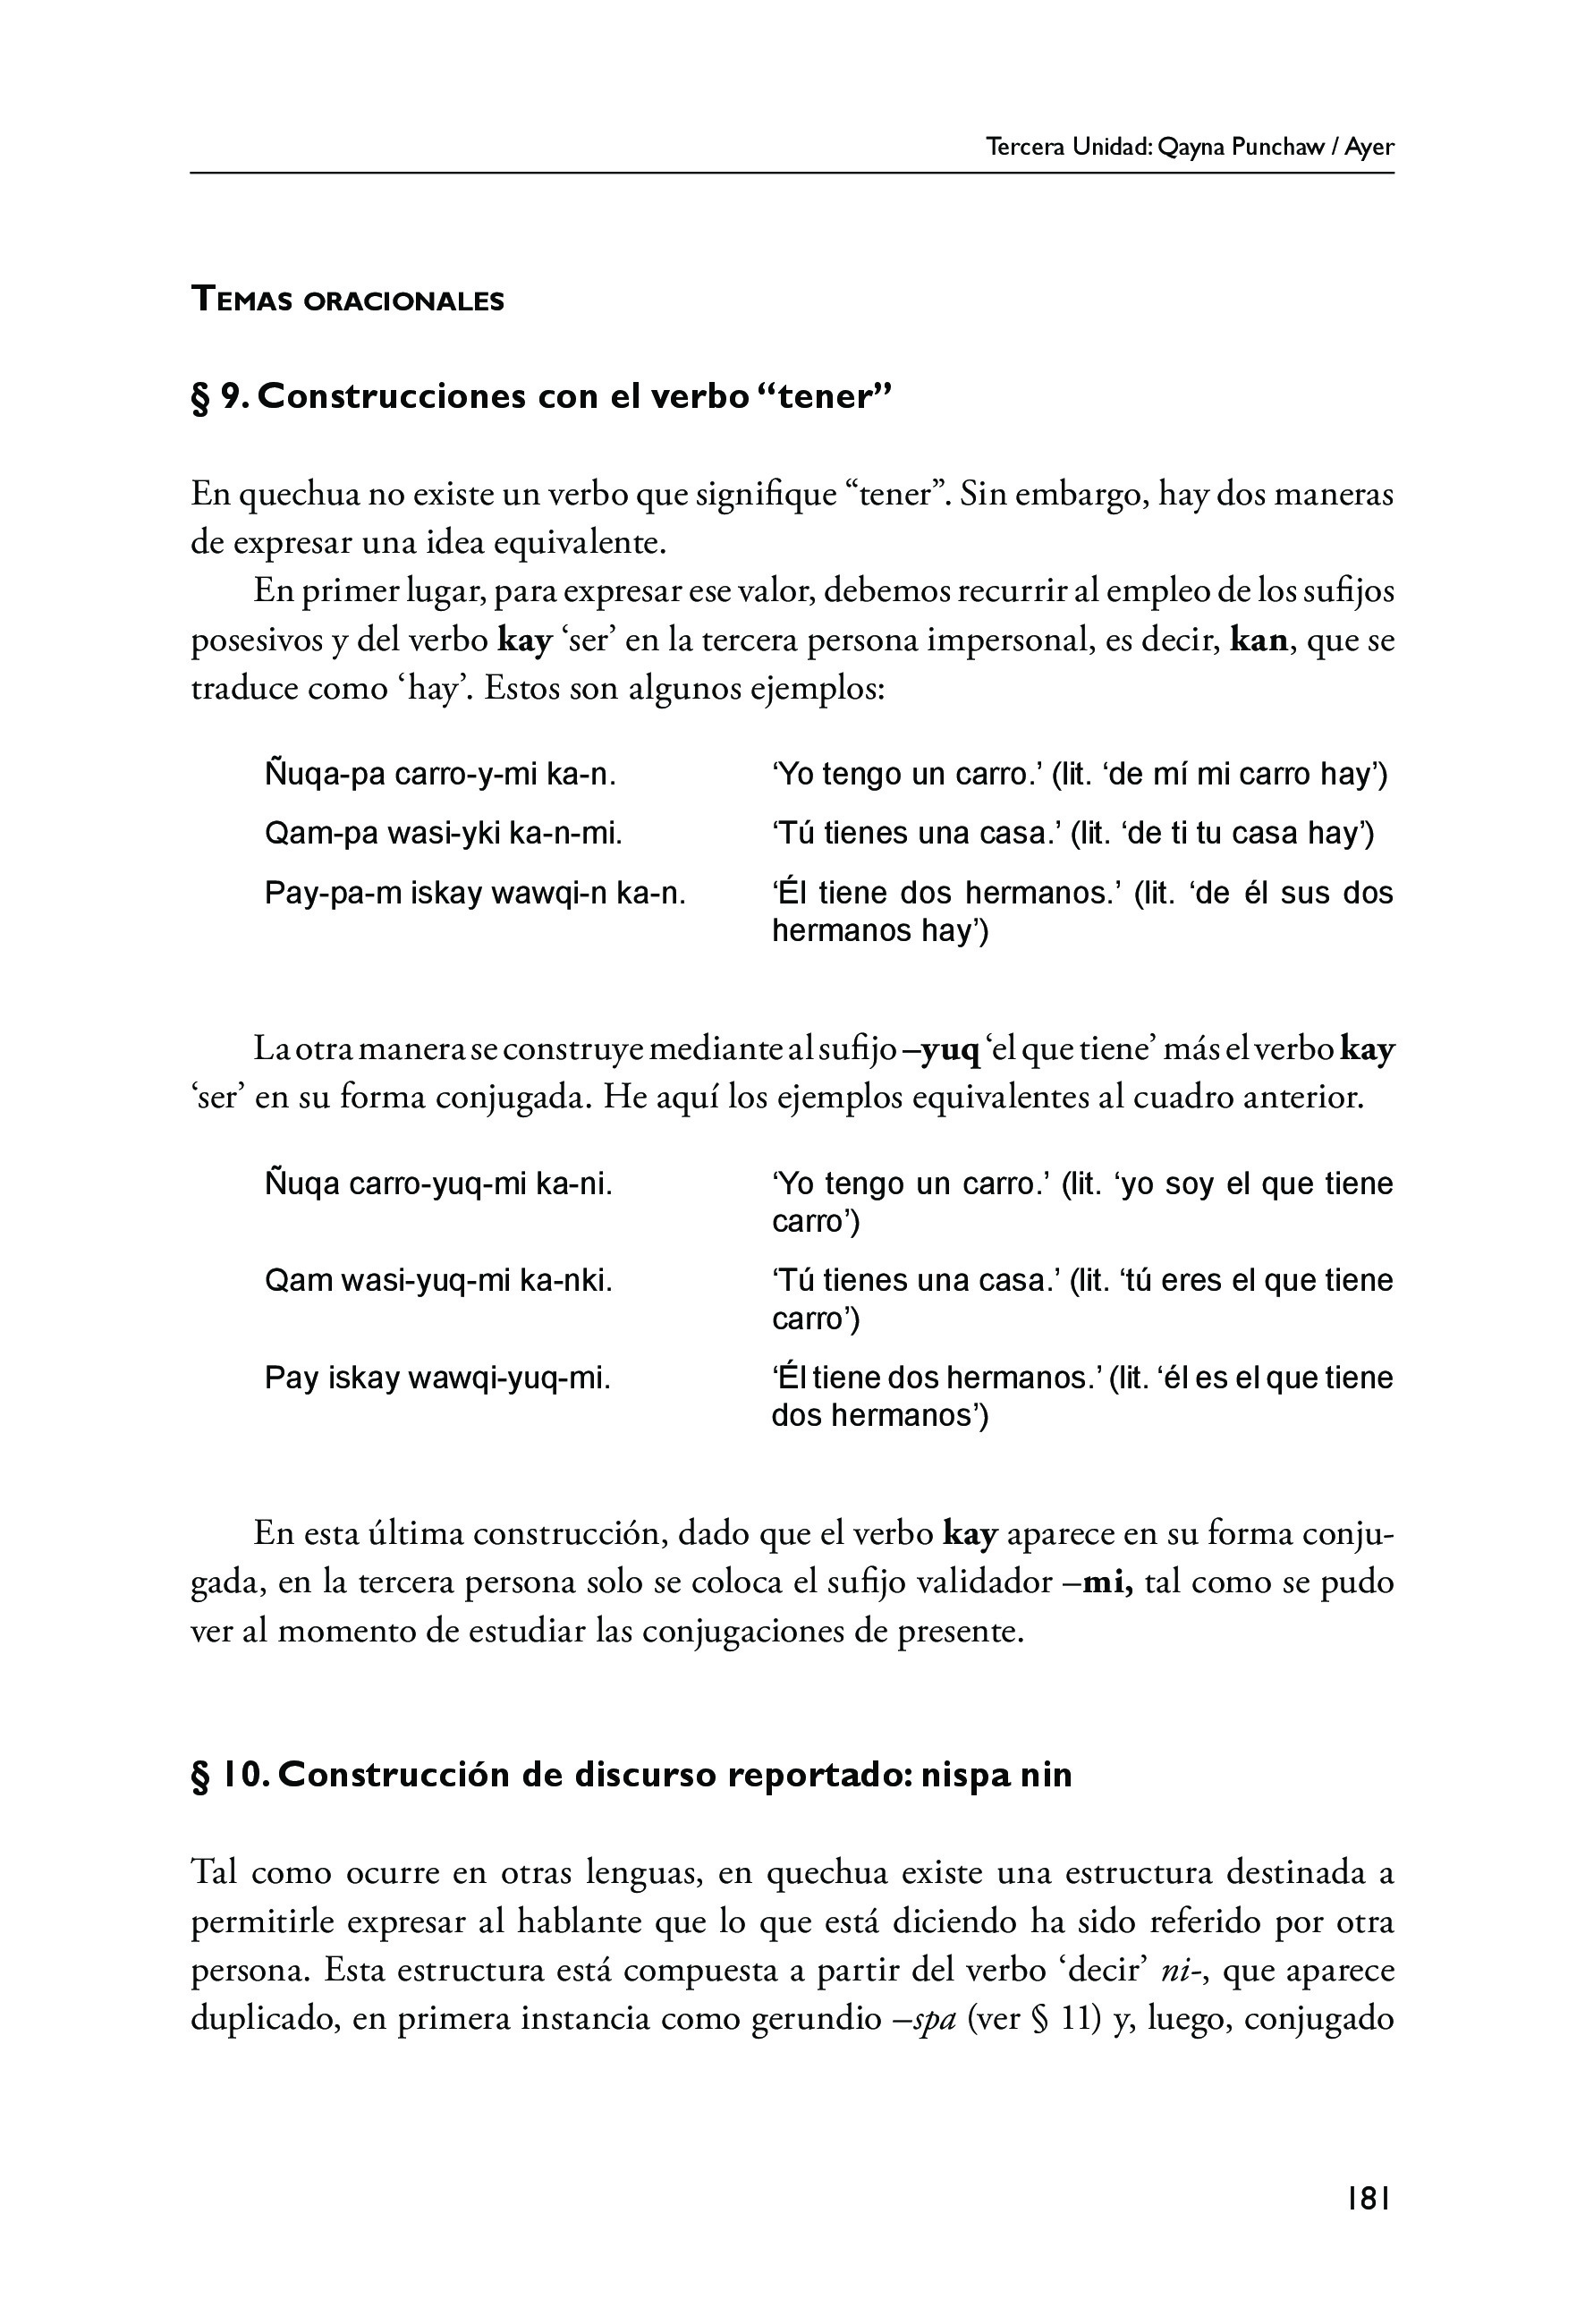 Tercera Unidad: Qayna Punchaw / Ayer
Temas oracionales
§ 9. Construcciones con el verbo “tener”
En quechua no existe un verbo que signifique “tener”. Sin embargo, hay dos maneras
de expresar una idea equivalente.
En primer lugar, para expresar ese valor, debemos recurrir al empleo de los sufijos
posesivos y del verbo kay ‘ser’ en la tercera persona impersonal, es decir, kan, que se
traduce como ‘hay’. Estos son algunos ejemplos:
Ñuqa-pa carro-y-mi ka-n. ‘Yo tengo un carro.’ (lit. ‘de mí mi carro hay’)
Qam-pa wasi-yki ka-n-mi. ‘Tú tienes una casa.’ (lit. ‘de ti tu casa hay’)
Pay-pa-m iskay wawqi-n ka-n. ‘Él tiene dos hermanos.’ (lit. ‘de él sus dos
hermanos hay’)
La otra manera se construye mediante al sufijo –yuq ‘el que tiene’ más el verbo kay
‘ser’ en su forma conjugada. He aquí los ejemplos equivalentes al cuadro anterior.
Ñuqa carro-yuq-mi ka-ni. ‘Yo tengo un carro.’ (lit. ‘yo soy el que tiene
carro’)
Qam wasi-yuq-mi ka-nki. ‘Tú tienes una casa.’ (lit. ‘tú eres el que tiene
carro’)
Pay iskay wawqi-yuq-mi. ‘Él tiene dos hermanos.’ (lit. ‘él es el que tiene
dos hermanos’)
En esta última construcción, dado que el verbo kay aparece en su forma conju-
gada, en la tercera persona solo se coloca el sufijo validador –mi, tal como se pudo
ver al momento de estudiar las conjugaciones de presente.
§ 10. Construcción de discurso reportado: nispa nin
Tal como ocurre en otras lenguas, en quechua existe una estructura destinada a
permitirle expresar al hablante que lo que está diciendo ha sido referido por otra
persona. Esta estructura está compuesta a partir del verbo ‘decir’ ni-, que aparece
duplicado, en primera instancia como gerundio –spa (ver § 11) y, luego, conjugado
181